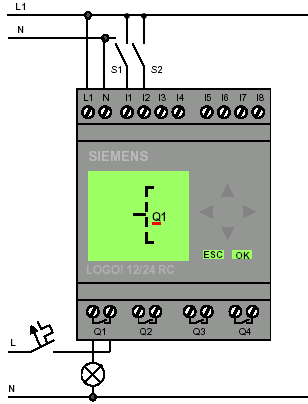 L1
N
S1 S2
L1 N I1 I2 I3 I4 I5 I6 I7 I8
SIEMENS
Q1
ESC OK
LOGO! 12/24 RC
Q1 Q2 Q3 Q4
L
N